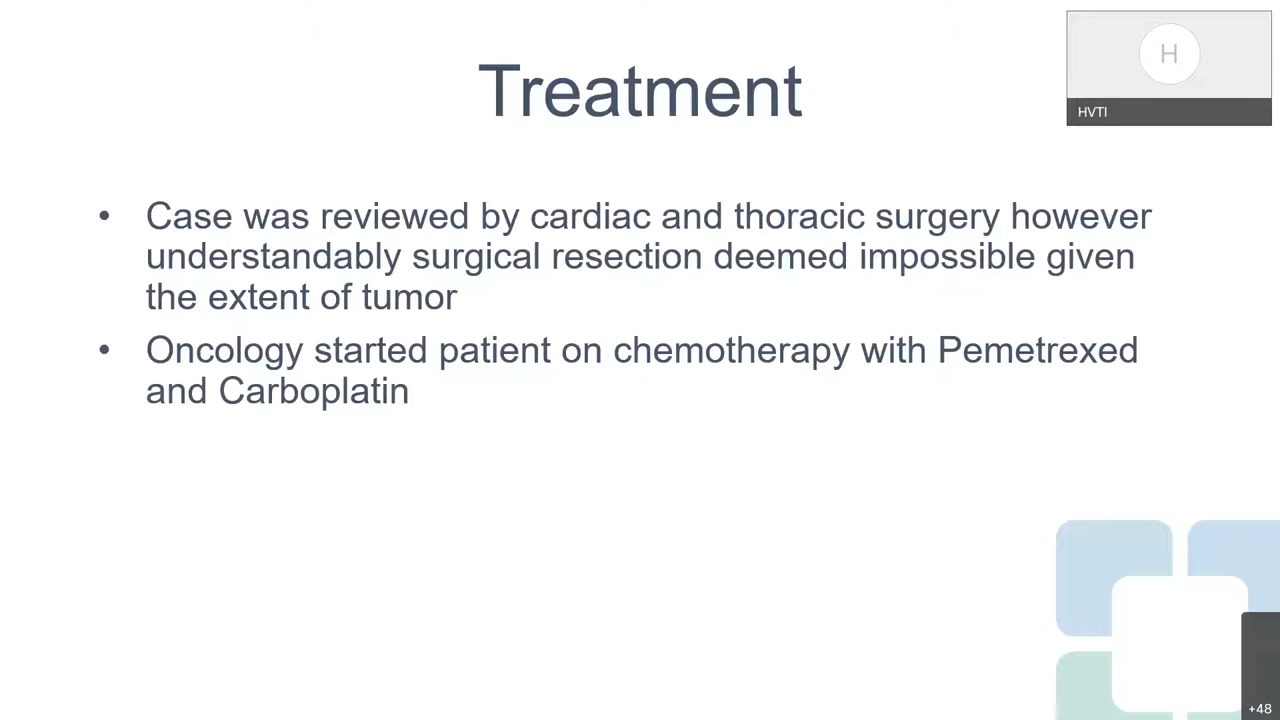 Treatment
H
HVTI
• Case was reviewed by cardiac and thoracic surgery however
understandably surgical resection deemed impossible given
the extent of tumor
• Oncology started patient on chemotherapy with Pemetrexed
and Carboplatin
+48